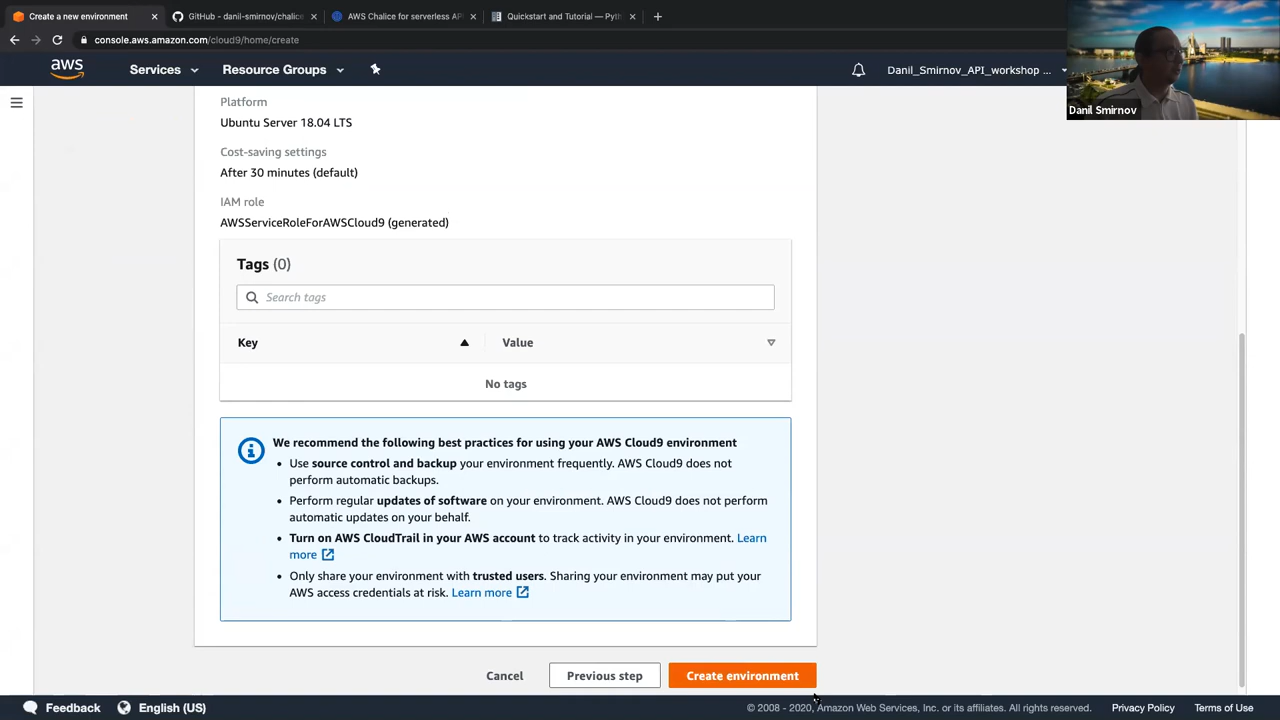 Create a new environment
GitHub - danil-smirnov/chalice
AWS Chalice for serverless AP
Quickstart and Tutorial — Pyth
console.aws.amazon.com/cloud9/home/create
aws
Services
Resource Groups
Danil_Smirnov_API_workshop ...
Danil Smirnov
Platform
Ubuntu Server 18.04 LTS
Cost-saving settings
After 30 minutes (default)
IAM role
AWSServiceRoleForAWSCloud9 (generated)
Tags (0)
Search tags
Key
Value
No tags
We recommend the following best practices for using your AWS Cloud9 environment
• Use source control and backup your environment frequently. AWS Cloud9 does not
perform automatic backups.
• Perform regular updates of software on your environment. AWS Cloud9 does not perform
automatic updates on your behalf.
• Turn on AWS CloudTrail in your AWS account to track activity in your environment. Learn
more
• Only share your environment with trusted users. Sharing your environment may put your
AWS access credentials at risk. Learn more
Cancel
Previous step
Create environment
Feedback
English (US)
© 2008 - 2020, Amazon Web Services, Inc. or its affiliates. All rights reserved.
Privacy Policy
Terms of Use